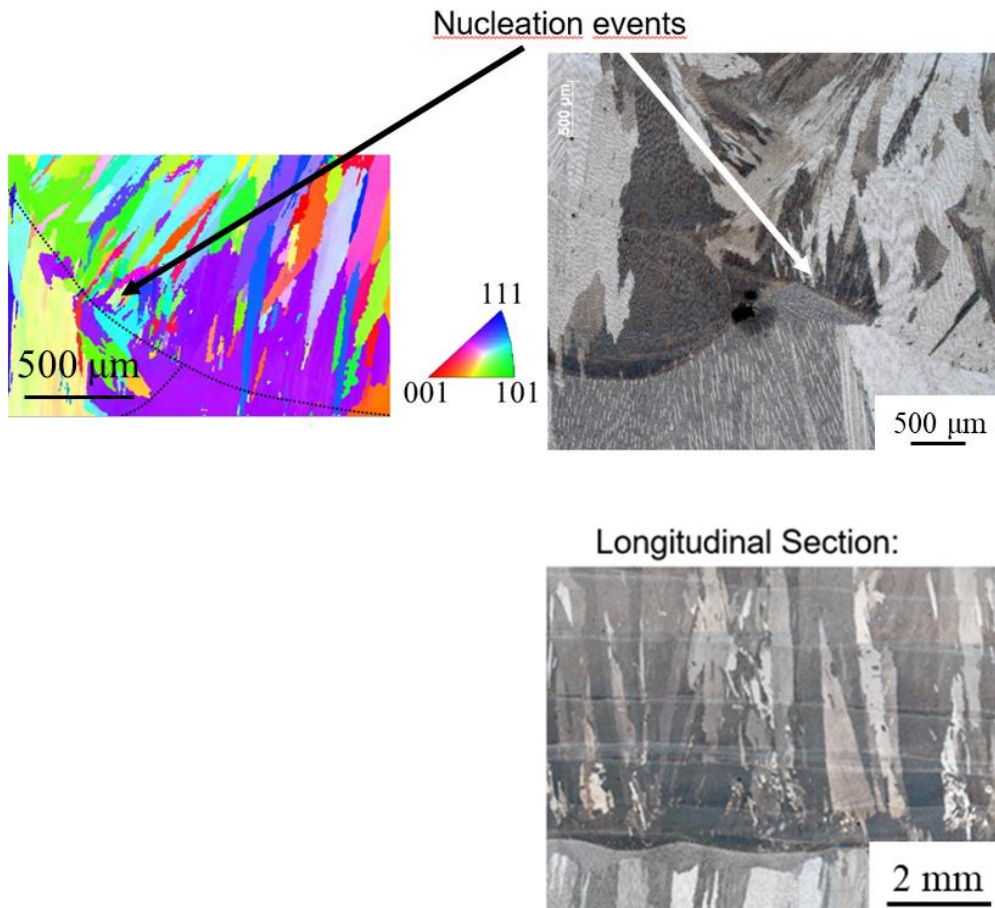 Nucleation events
500 µm
500 µm
111
001
101
500 µm
Longitudinal Section:
2 mm